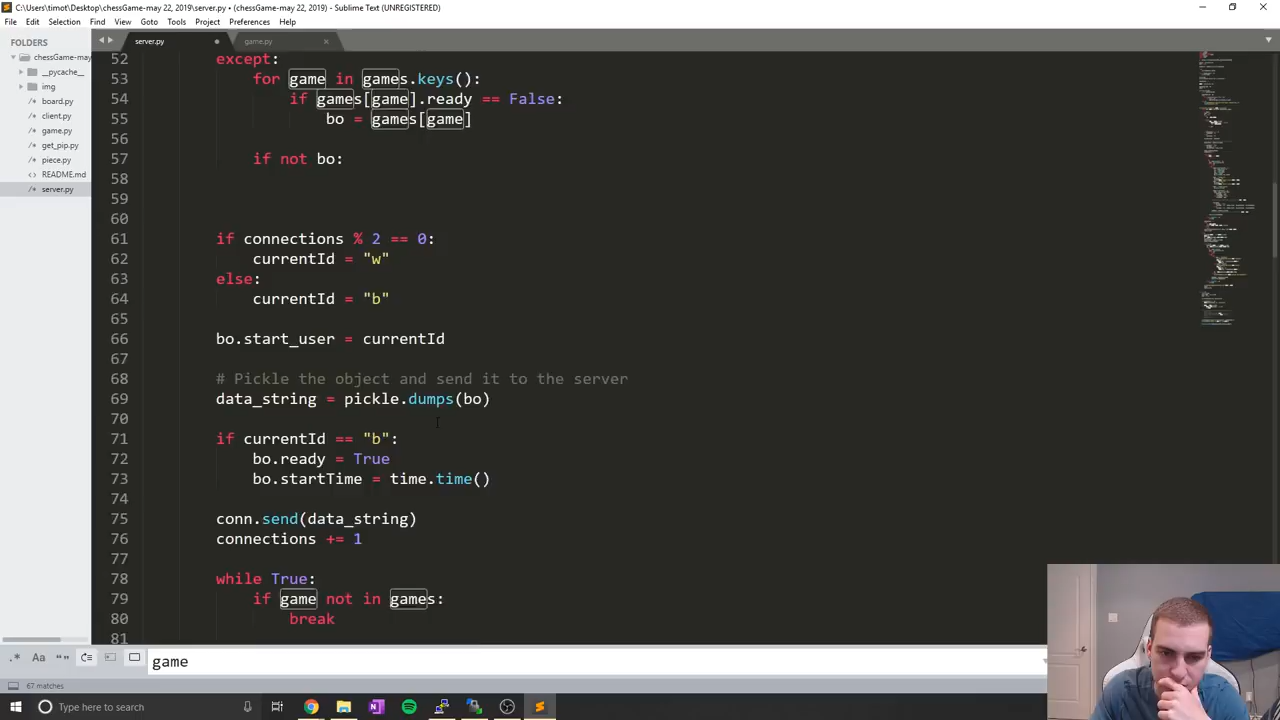 C:\Users\timot\Desktop\chessGame-may 22, 2019\server.py • (chessGame-may 22, 2019) - Sublime Text (UNREGISTERED)
File Edit Selection Find View Goto Tools Project Preferences Help
FOLDERS
chessGame-may
__pycache__
img
board.py
client.py
game.py
get_pip.py
piece.py
README.md
server.py
server.py game.py
52 except:
53 for game in games.keys():
54 if games[game].ready == False:
55 bo = games[game]
56
57 if not bo:
58
59
60
61 if connections % 2 == 0:
62 currentId = "w"
63 else:
64 currentId = "b"
65
66 bo.start_user = currentId
67
68 # Pickle the object and send it to the server
69 data_string = pickle.dumps(bo)
70
71 if currentId == "b":
72 bo.ready = True
73 bo.startTime = time.time()
74
75 conn.send(data_string)
76 connections += 1
77
78 while True:
79 if game not in games:
80 break
81
.* Aa “” game
67 matches
Type here to search